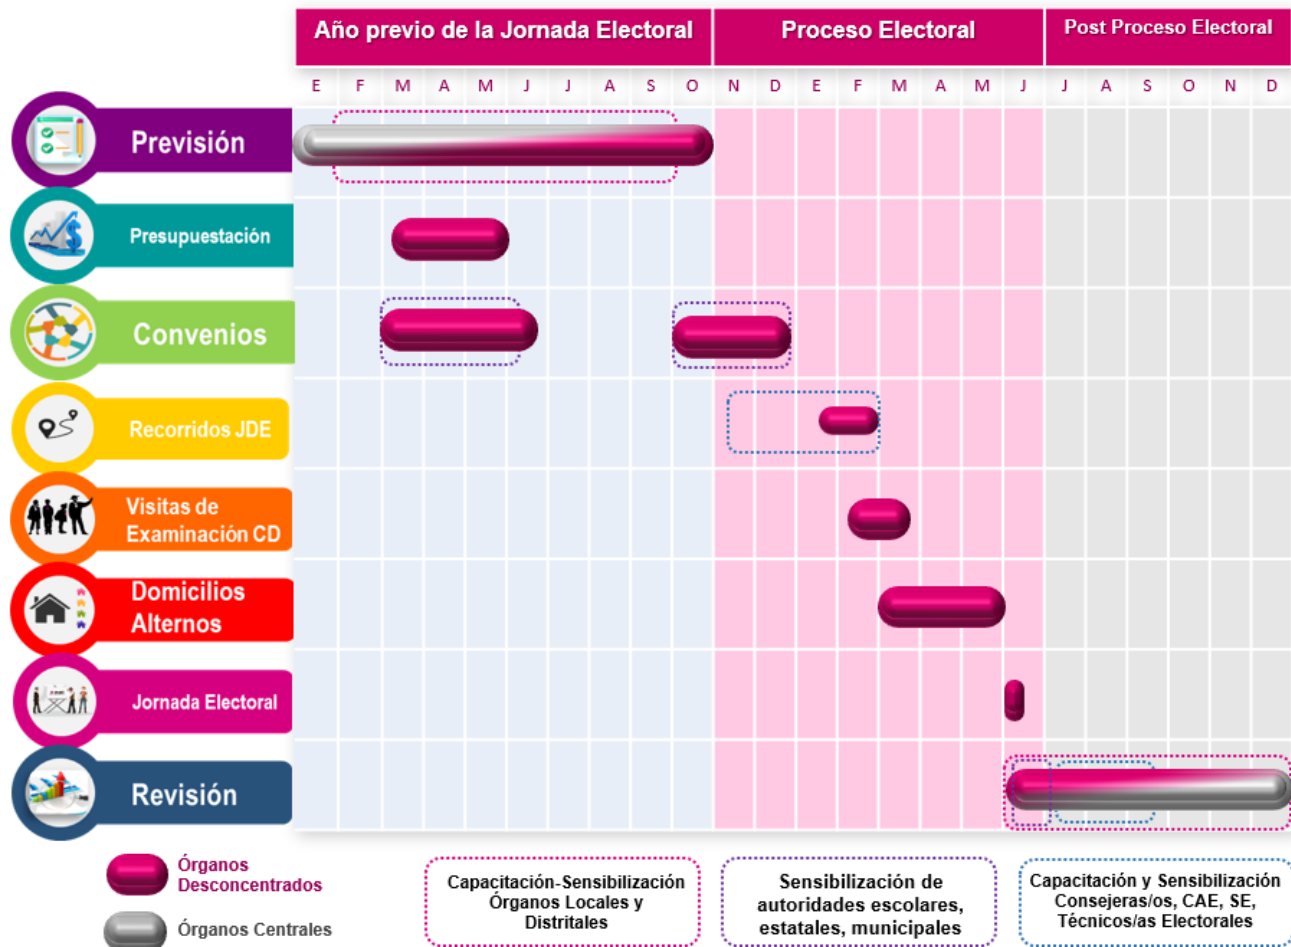 Año previo de la Jornada Electoral
Proceso Electoral
Post Proceso Electoral
E F M A M J J A S O N D E F M A M J J A S O N D
Previsión
Presupuestación
Convenios
Recorridos JDE
Visitas de
Examinación CD
Domicilios
Alternos
Jornada Electoral
Revisión
Órganos
Desconcentrados
Órganos Centrales
Capacitación-Sensibilización
Órganos Locales y
Distritales
Sensibilización de
autoridades escolares,
estatales, municipales
Capacitación y Sensibilización
Consejeras/os, CAE, SE,
Técnicos/as Electorales